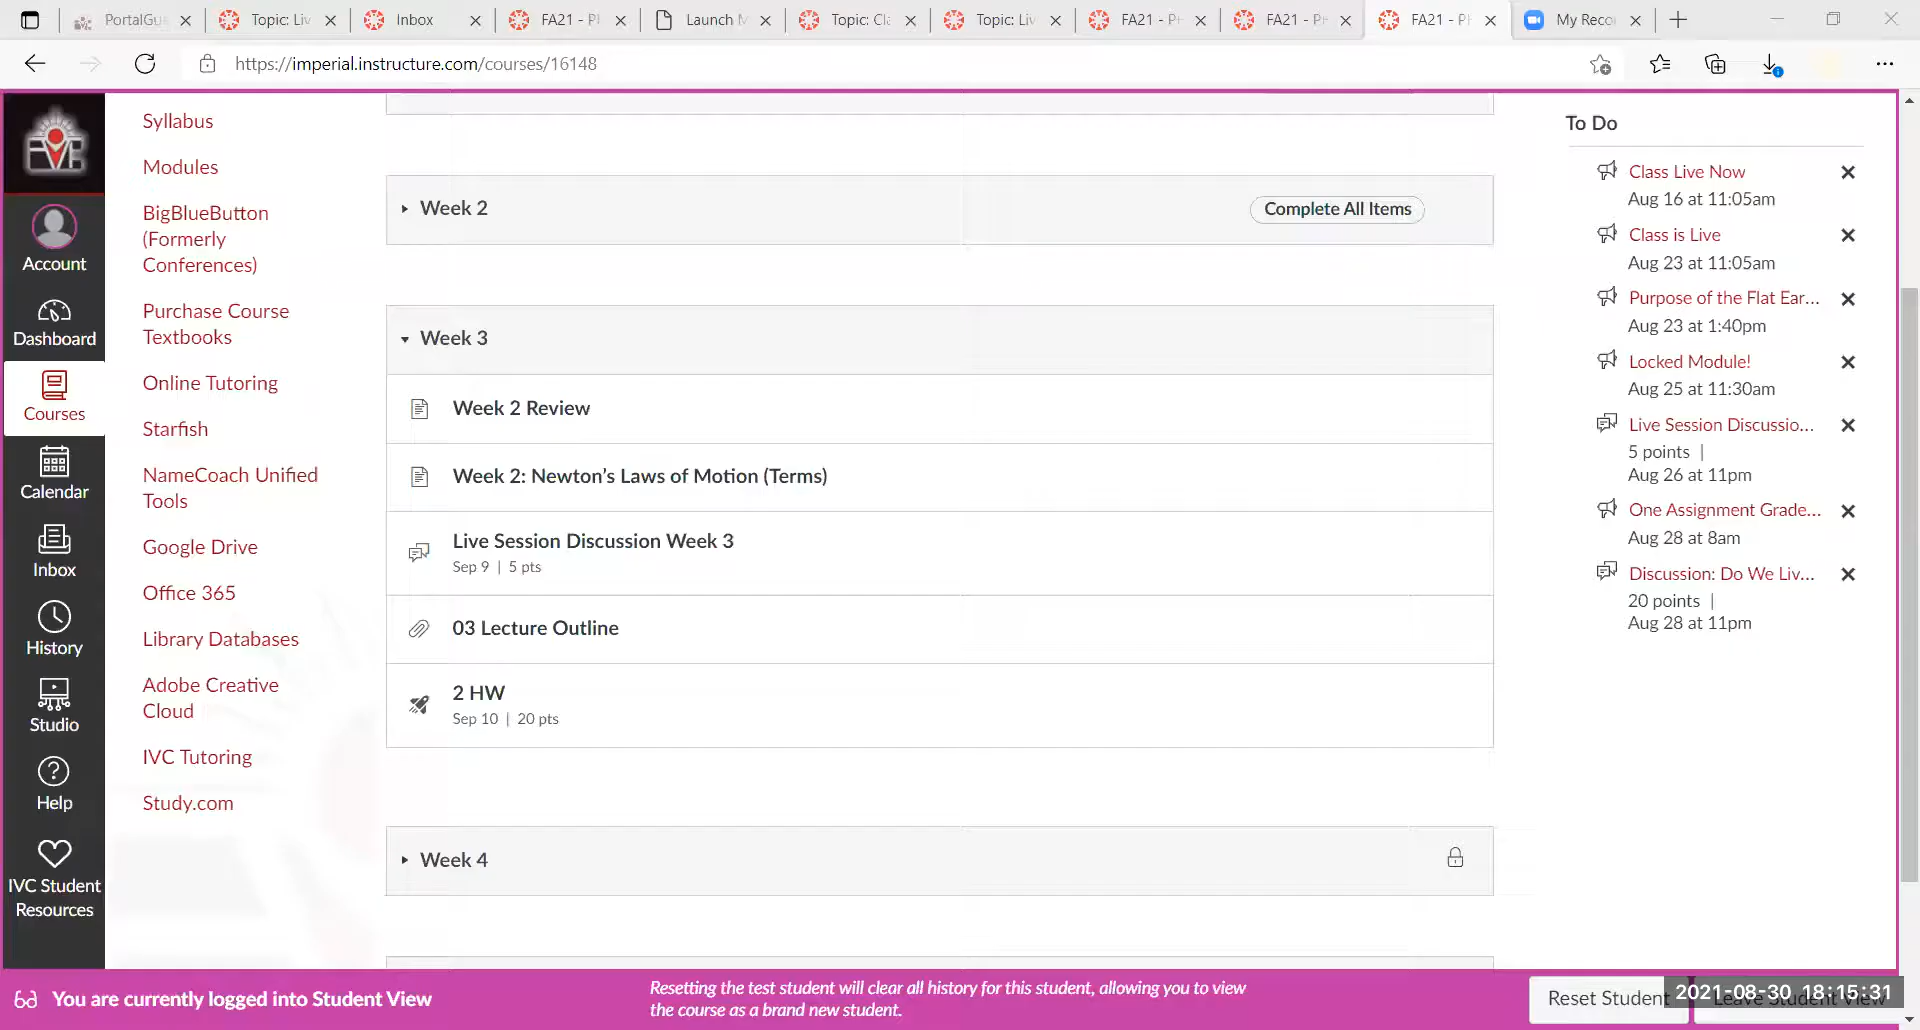 PortalGu
Topic: Liv
Inbox
FA21 - P
Launch M
Topic: Cla
Topic: Liv
FA21 - P
FA21 - P
FA21 - P
My Reco
https://imperial.instructure.com/courses/16148
Account
Dashboard
Courses
Calendar
Inbox
History
Studio
Help
IVC Student
Resources
Syllabus
Modules
BigBlueButton
(Formerly
Conferences)
Purchase Course
Textbooks
Online Tutoring
Starfish
NameCoach Unified
Tools
Google Drive
Office 365
Library Databases
Adobe Creative
Cloud
IVC Tutoring
Study.com
Week 2
Complete All Items
Week 3
Week 2 Review
Week 2: Newton’s Laws of Motion (Terms)
Live Session Discussion Week 3
Sep 9 | 5 pts
03 Lecture Outline
2 HW
Sep 10 | 20 pts
Week 4
To Do
Class Live Now
Aug 16 at 11:05am
Class is Live
Aug 23 at 11:05am
Purpose of the Flat Ear...
Aug 23 at 1:40pm
Locked Module!
Aug 25 at 11:30am
Live Session Discussio...
5 points |
Aug 26 at 11pm
One Assignment Grade...
Aug 28 at 8am
Discussion: Do We Liv...
20 points |
Aug 28 at 11pm
You are currently logged into Student View
Resetting the test student will clear all history for this student, allowing you to view
the course as a brand new student.
Reset Student
Leave Student View
2021-08-30 18:15:31